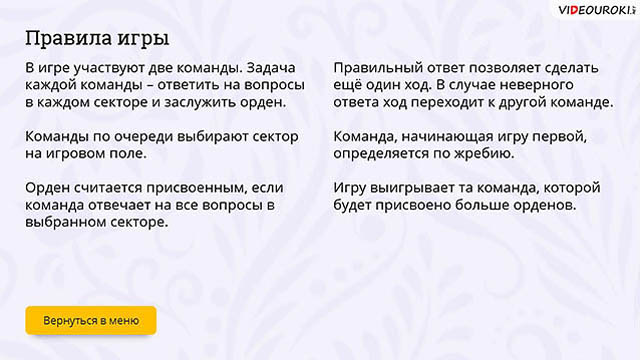 VIDEOUROKI
Правила игры
В игре участвуют две команды. Задача
каждой команды – ответить на вопросы
в каждом секторе и заслужить орден.
Команды по очереди выбирают сектор
на игровом поле.
Орден считается присвоенным, если
команда отвечает на все вопросы в
выбранном секторе.
Правильный ответ позволяет сделать
ещё один ход. В случае неверного
ответа ход переходит к другой команде.
Команда, начинающая игру первой,
определяется по жребию.
Игру выигрывает та команда, которой
будет присвоено больше орденов.
Вернуться в меню